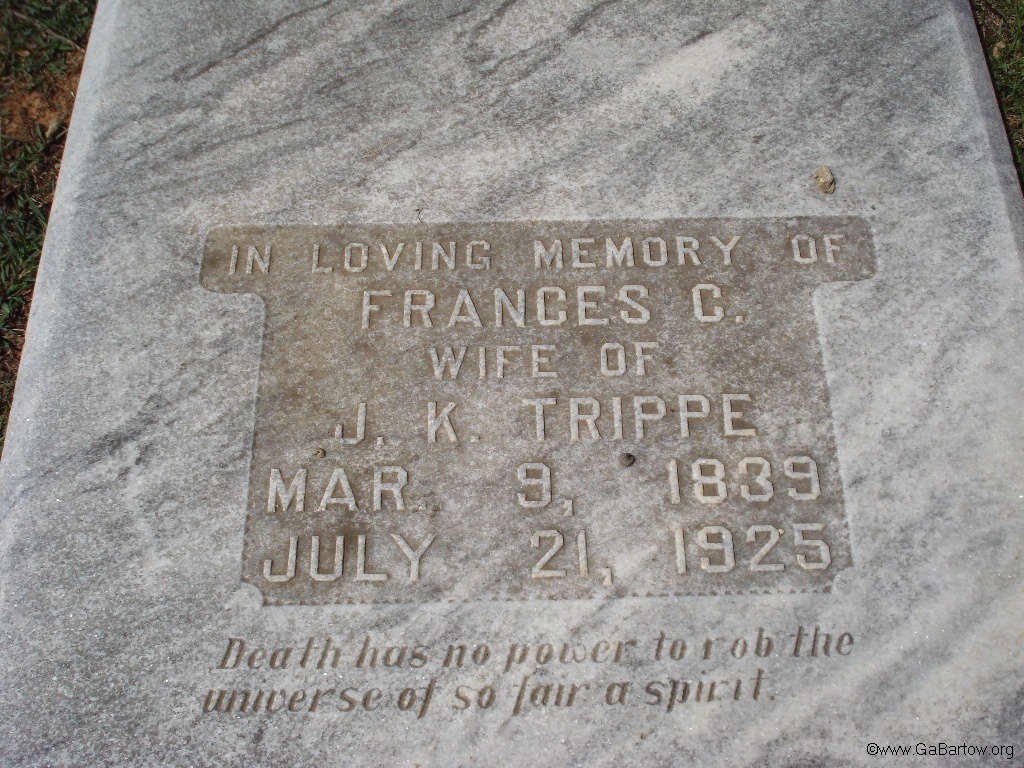 IN LOVING MEMORY OF
FRANCES C.
WIFE OF
J. K. TRIPPE
MAR. 9, 1839
JULY 21, 1925
Death has no power to rob the
universe of so fair a spirit.
©www.GaBartow.org